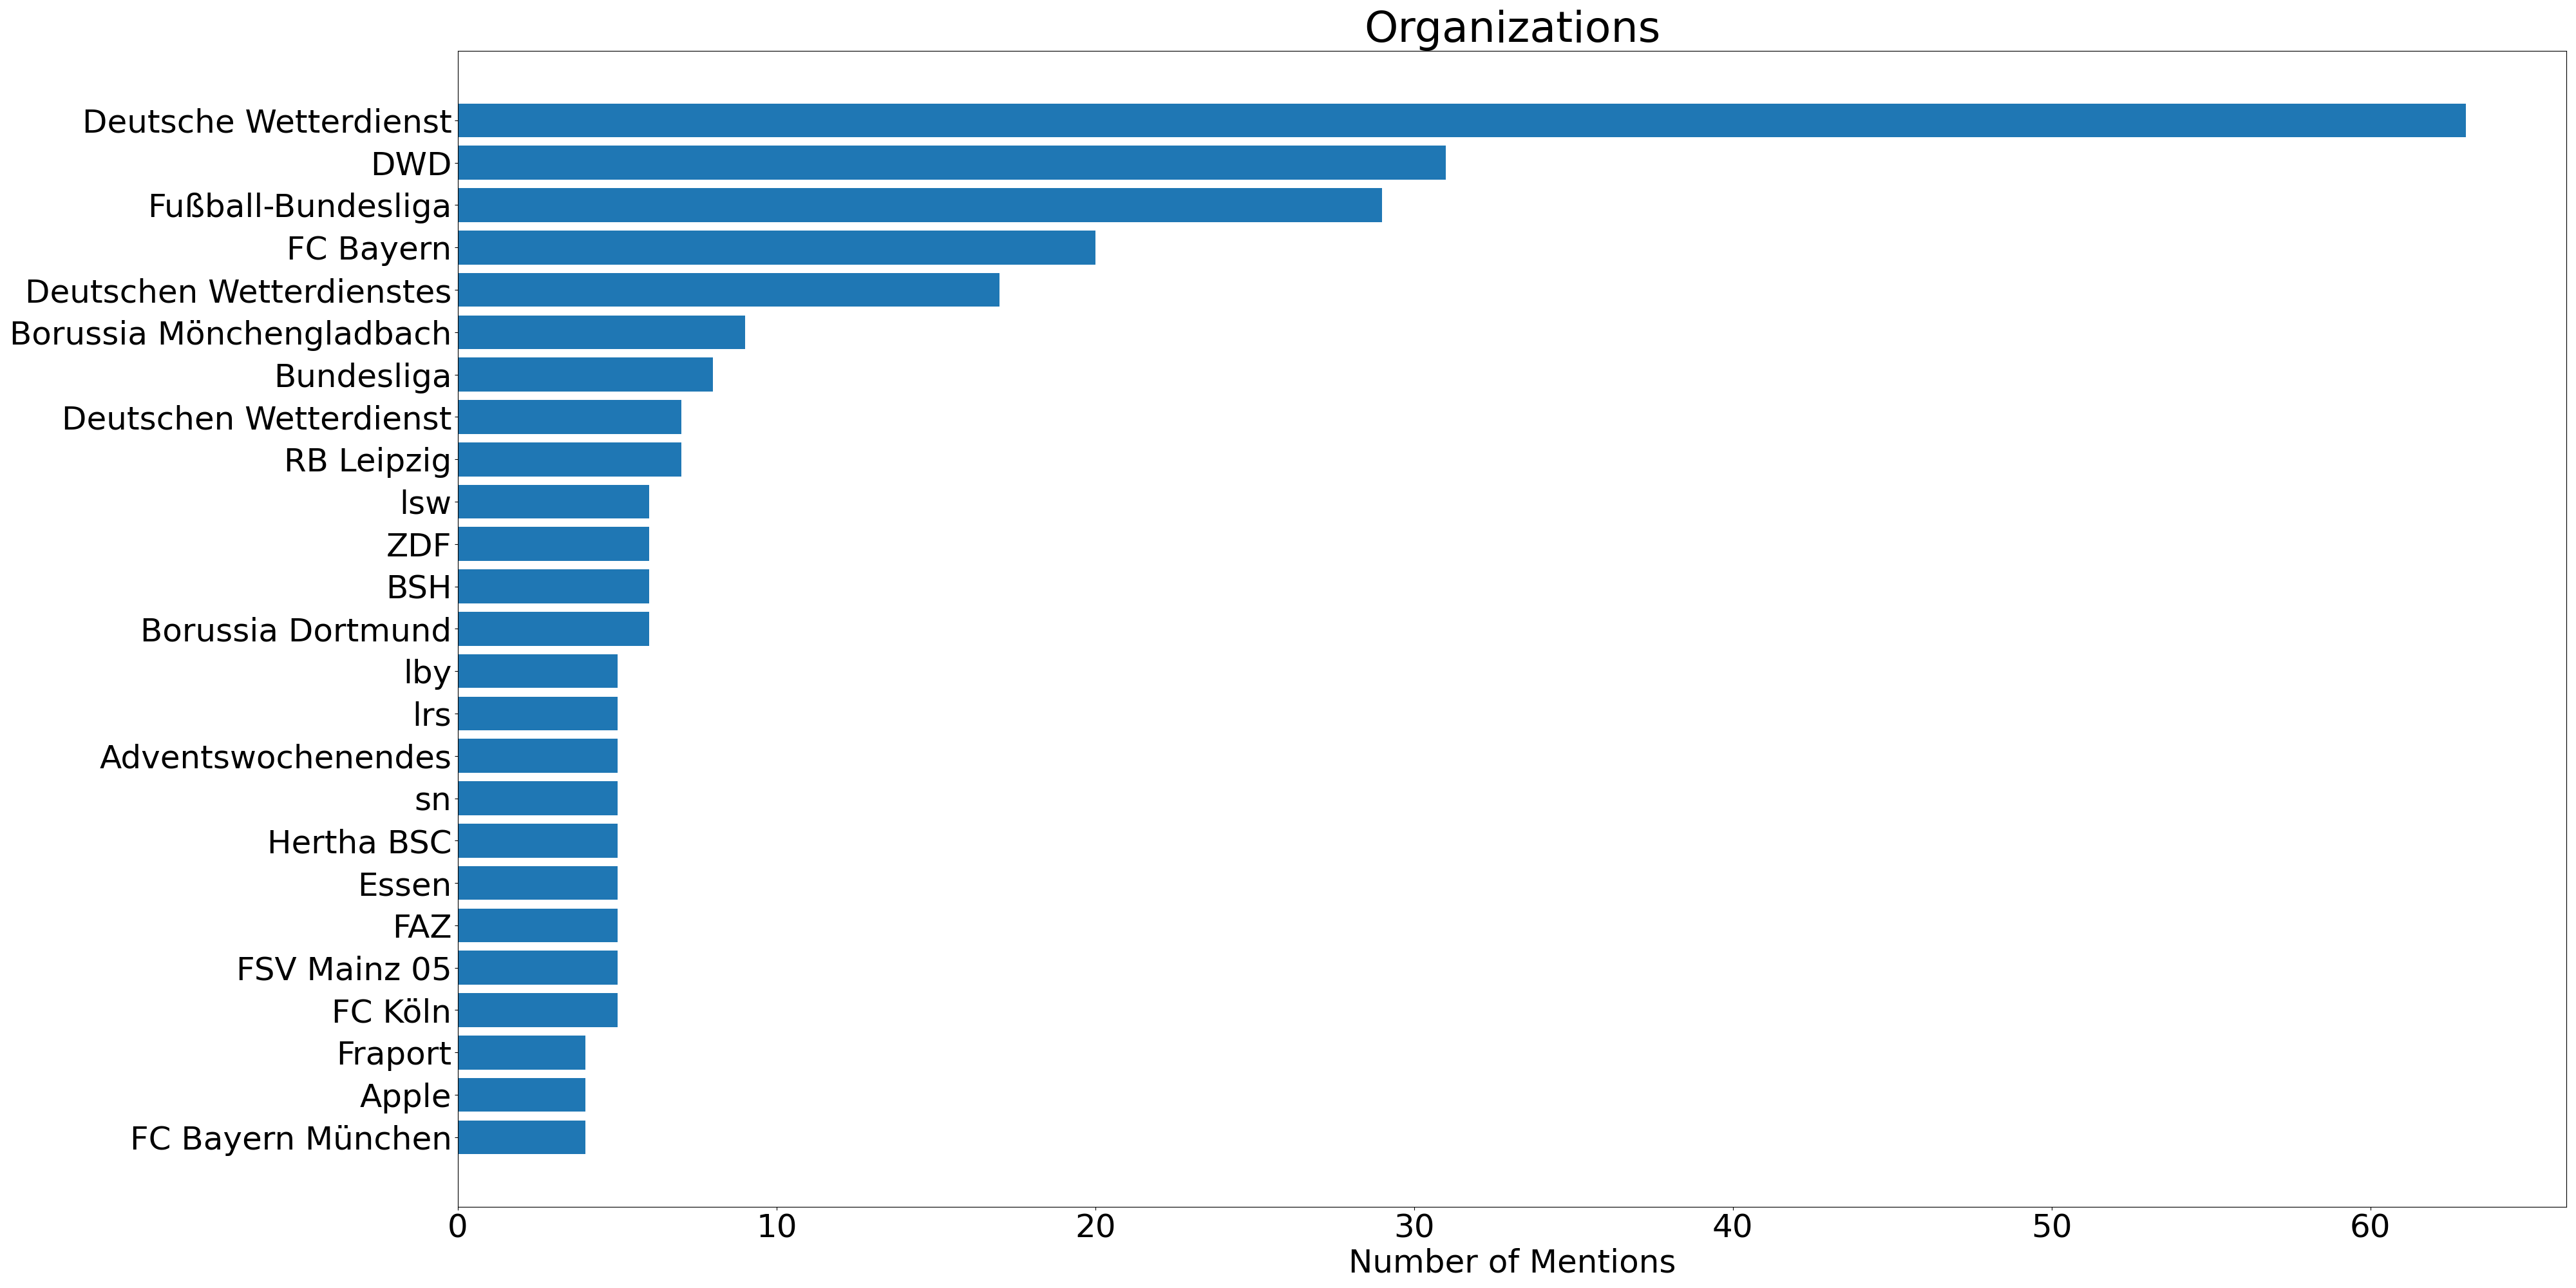 Organizations
Deutsche Wetterdienst
DWD
Fußball-Bundesliga
FC Bayern
Deutschen Wetterdienstes
Borussia Mönchengladbach
Bundesliga
Deutschen Wetterdienst
RB Leipzig
lsw
ZDF
BSH
Borussia Dortmund
lby
lrs
Adventswochenendes
sn
Hertha BSC
Essen
FAZ
FSV Mainz 05
FC Köln
Fraport
Apple
FC Bayern München
0 10 20 30 40 50 60
Number of Mentions